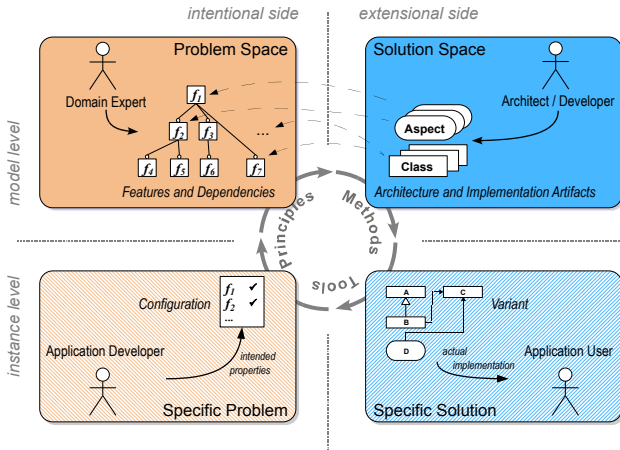 intentional side
extensional side
model level
instance level
Problem Space
Domain Expert
f1
f2
f3
...
f4
f5
f6
f7
Features and Dependencies
Solution Space
Architect / Developer
Aspect
Class
Architecture and Implementation Artifacts
Principles
Methods
Tools
Configuration
f1 ✔
f2 ✔
...
Application Developer
intended
properties
Specific Problem
A
C
B
D
Variant
actual
implementation
Application User
Specific Solution